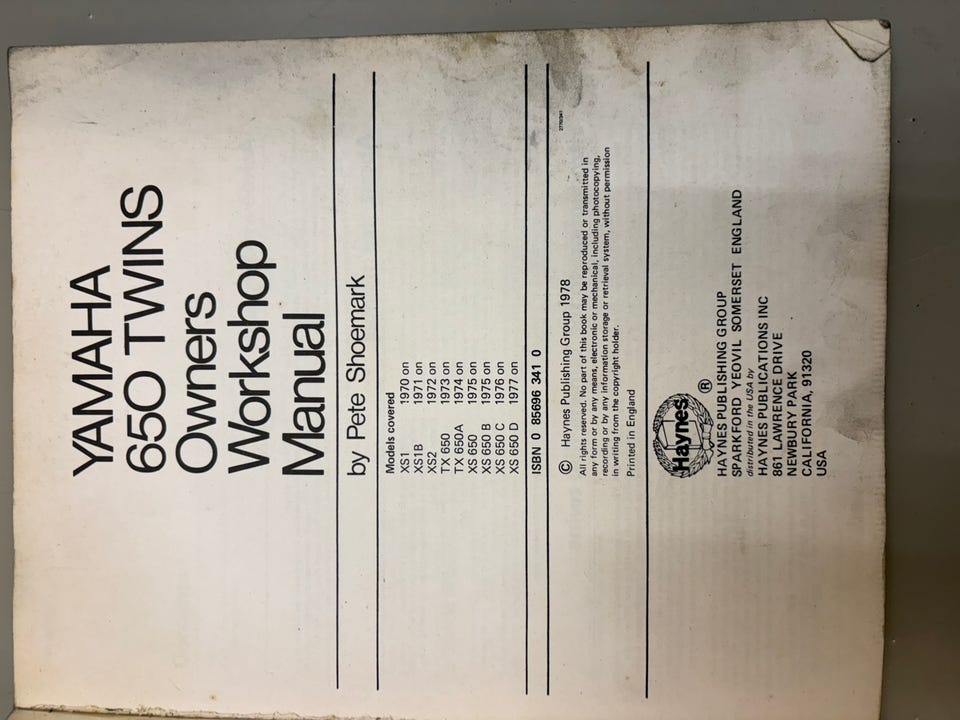 YAMAHA
650 TWINS
Owners
Workshop
Manual
by Pete Shoemark
Models covered
XS1 1970 on
XS1B 1971 on
XS2 1972 on
TX 650 1973 on
TX 650A 1974 on
XS 650 1975 on
XS 650 B 1975 on
XS 650 C 1976 on
XS 650 D 1977 on
ISBN 0 85696 341 0
© Haynes Publishing Group 1978
All rights reserved. No part of this book may be reproduced or transmitted in
any form or by any means, electronic or mechanical, including photocopying,
recording or by any information storage or retrieval system, without permission
in writing from the copyright holder.
Printed in England
Haynes ®
HAYNES PUBLISHING GROUP
SPARKFORD YEOVIL SOMERSET ENGLAND
distributed in the USA by
HAYNES PUBLICATIONS INC
861 LAWRENCE DRIVE
NEWBURY PARK
CALIFORNIA, 91320
USA